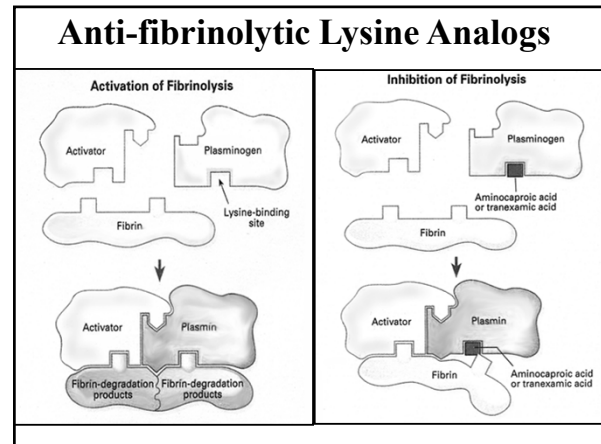 Anti-fibrinolytic Lysine Analogs
Activation of Fibrinolysis
Activator
Plasminogen
Lysine-binding
site
Fibrin
Activator
Plasmin
Fibrin-degradation
products
Fibrin-degradation
products
Inhibition of Fibrinolysis
Activator
Plasminogen
Aminocaproic acid
or tranexamic acid
Fibrin
Activator
Plasmin
Fibrin
Aminocaproic acid
or tranexamic acid